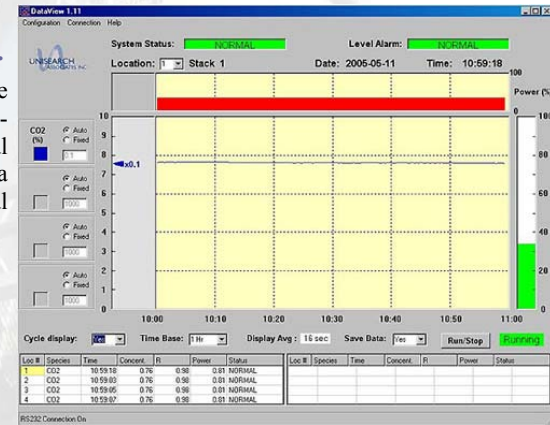 DataView 1.11
Configuration Connection Help
System Status: NORMAL Level Alarm: NORMAL
UNISEARCH
ASSOCIATES INC
Location: 1 Stack 1 Date: 2005-05-11 Time: 10:59:18
100
Power (%)
0
e
-
l
a
l
CO2
(%)
Auto
Fixed
0.1
Auto
Fixed
1000
Auto
Fixed
1000
Auto
Fixed
1000
10
9
8
x0.1
7
6
5
4
3
2
1
0
100
80
60
40
20
0
10:00 10:10 10:20 10:30 10:40 10:50 11:00
Cycle display: Yes Time Base: 1 Hr Display Avg : 16 sec Save Data: Yes Run/Stop Running
Loc # Species Time Concent. R Power Status Loc # Species Time Concent. R Power Status
1 CO2 10:59:18 0.76 0.98 0.81 NORMAL
2 CO2 10:59:03 0.76 0.98 0.81 NORMAL
3 CO2 10:59:05 0.76 0.98 0.81 NORMAL
4 CO2 10:59:07 0.76 0.98 0.81 NORMAL
RS232 Connection On